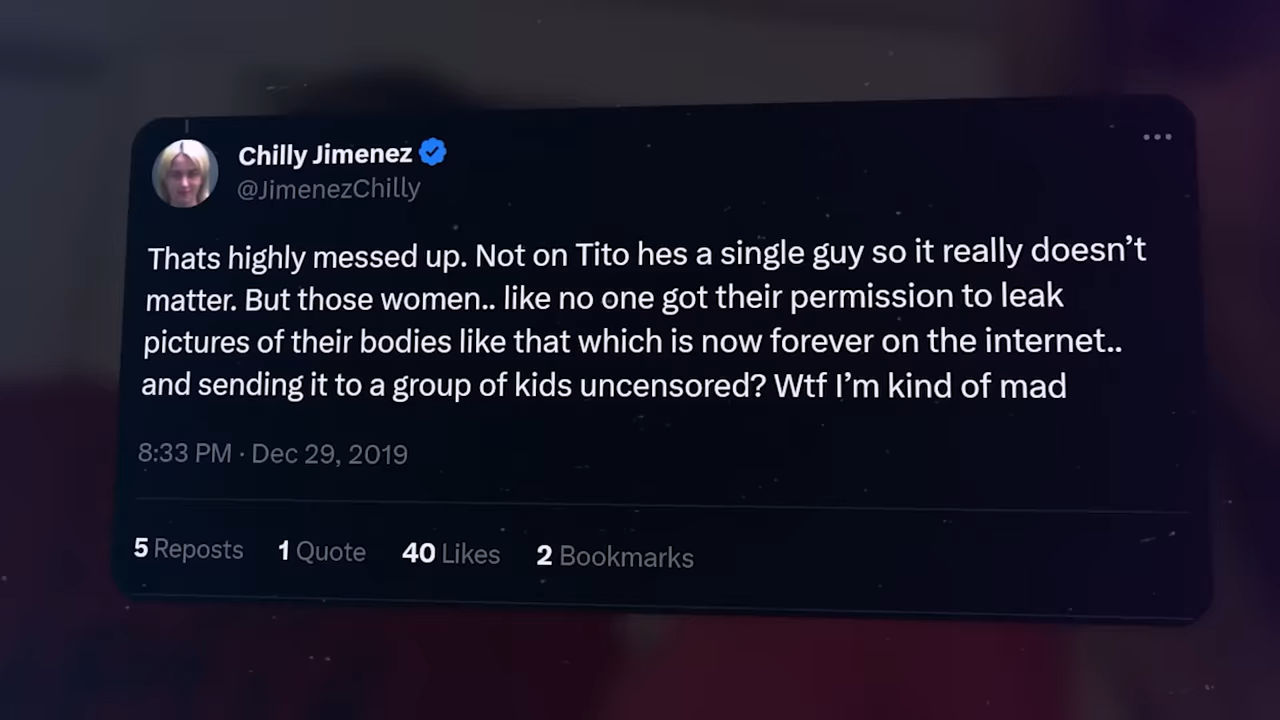 Chilly Jimenez
@JimenezChilly
Thats highly messed up. Not on Tito hes a single guy so it really doesn’t
matter. But those women.. like no one got their permission to leak
pictures of their bodies like that which is now forever on the internet..
and sending it to a group of kids uncensored? Wtf I’m kind of mad
8:33 PM · Dec 29, 2019
5 Reposts 1 Quote 40 Likes 2 Bookmarks